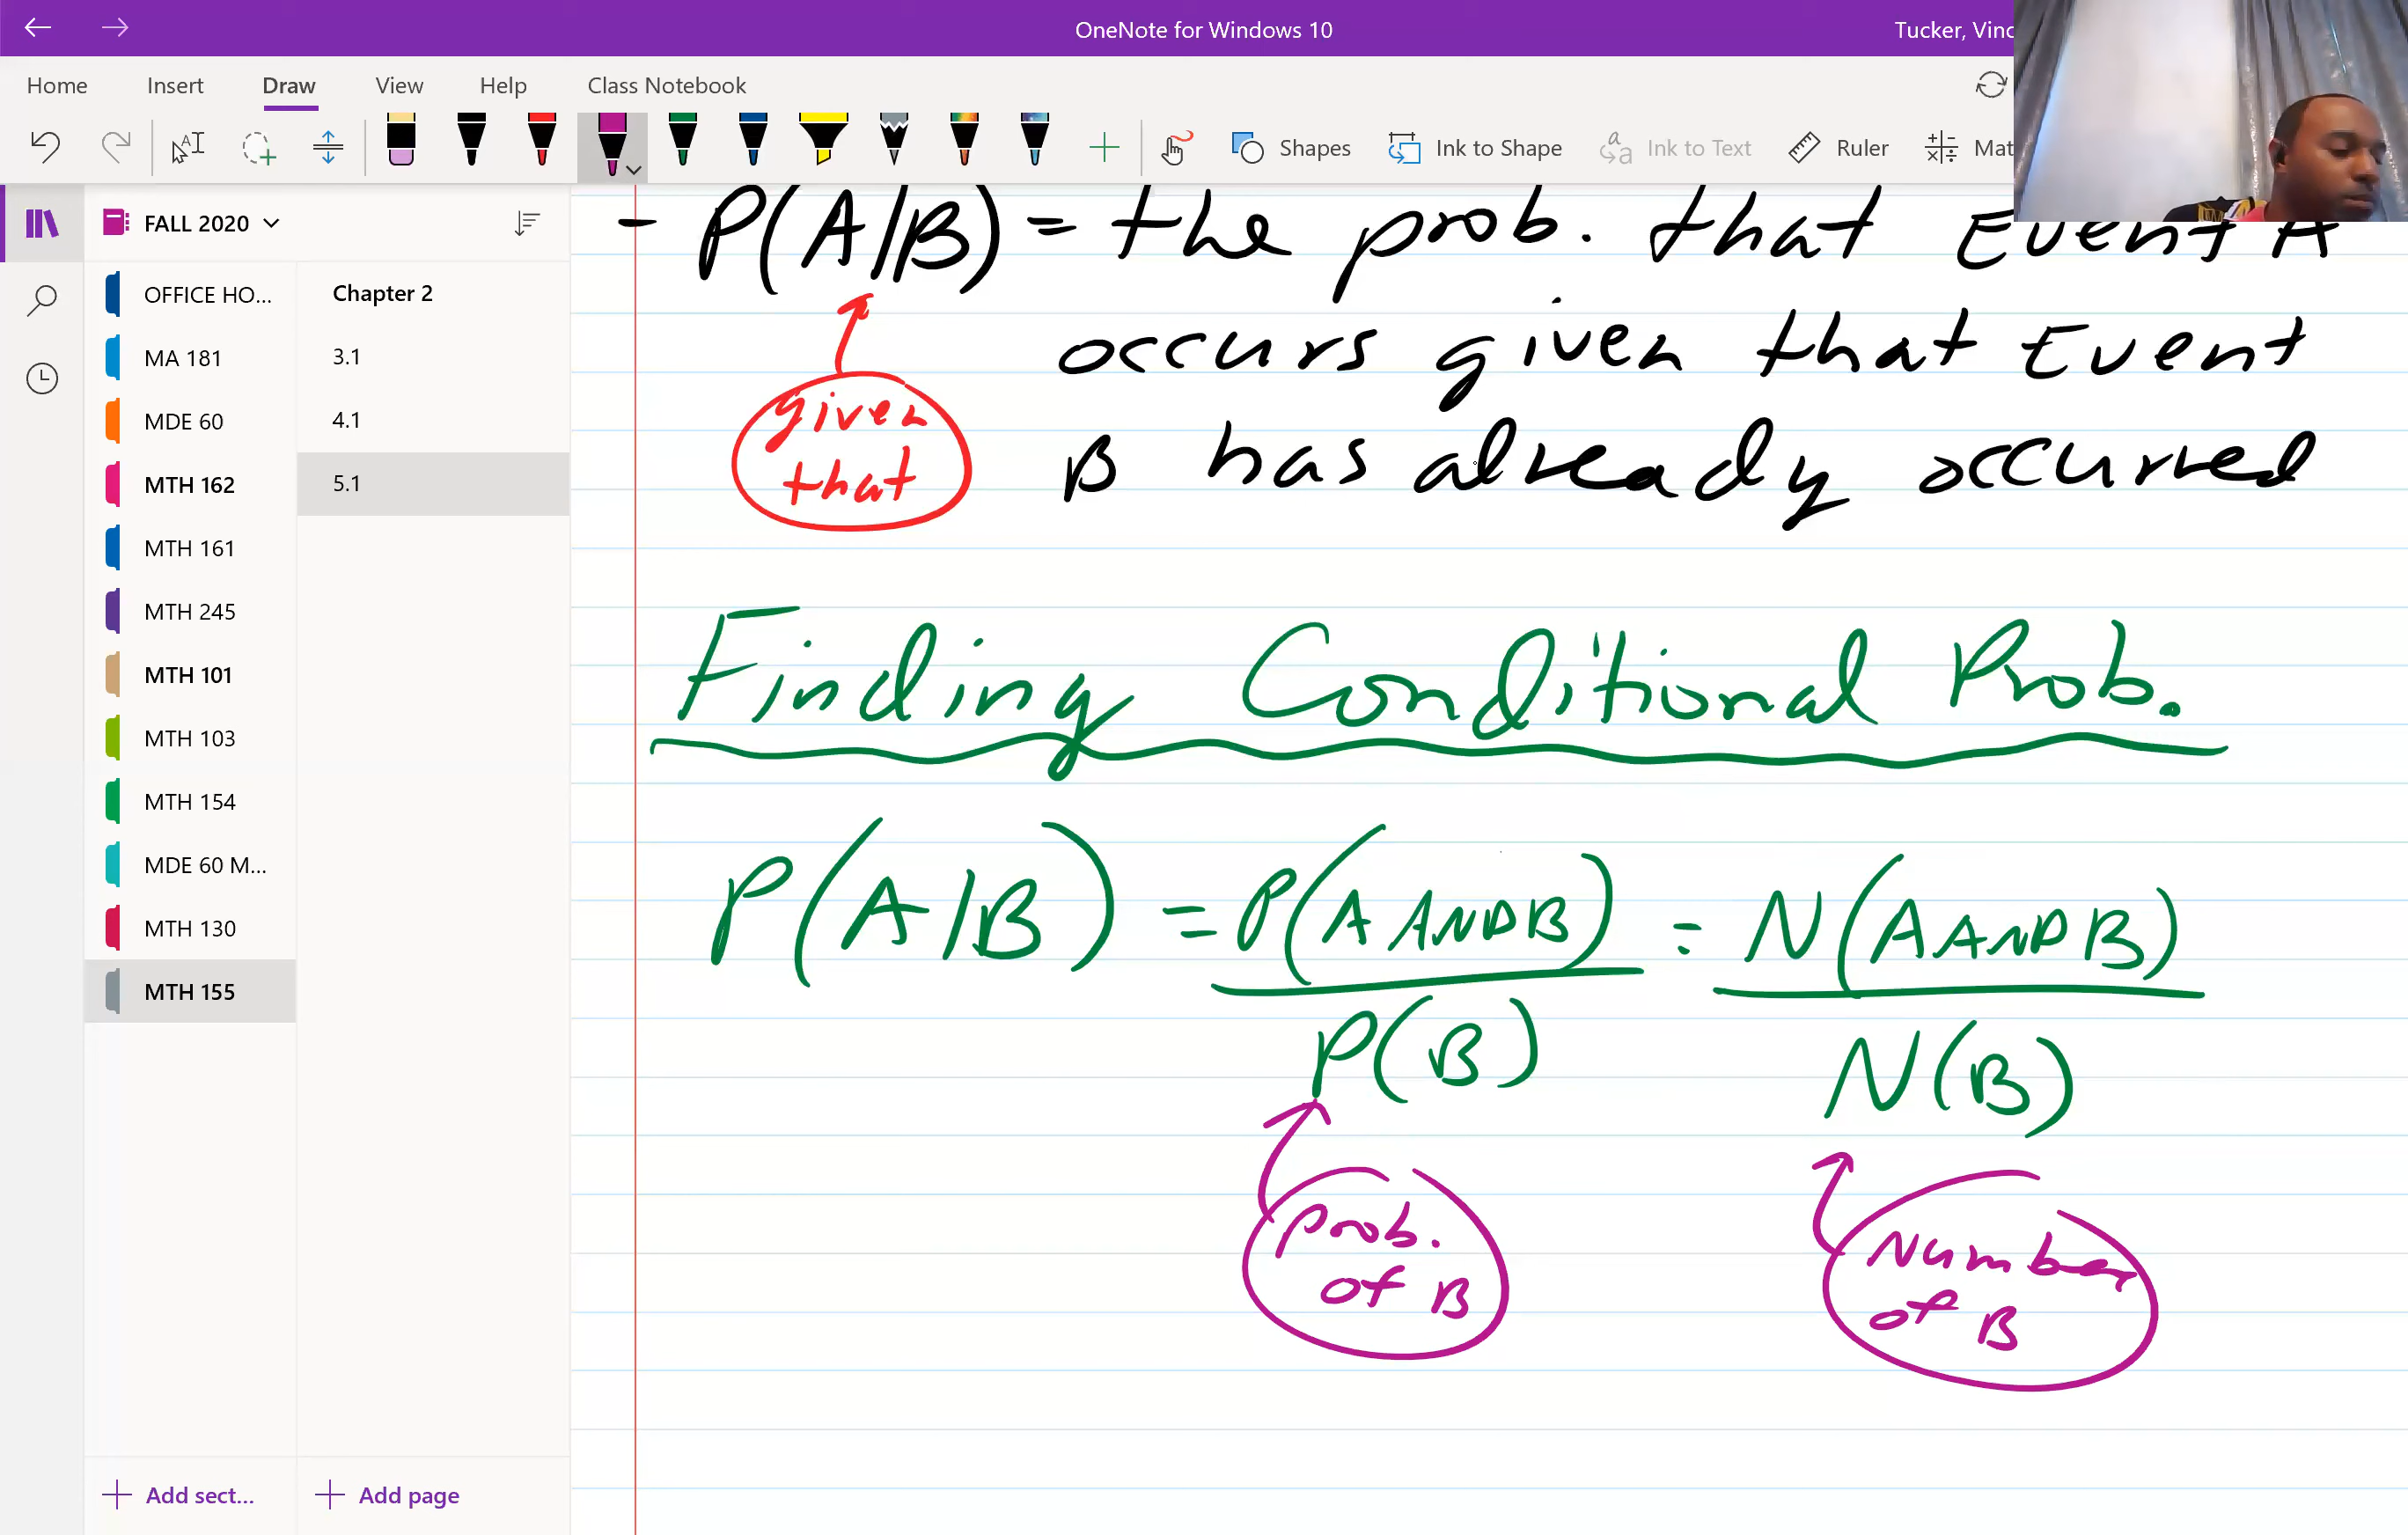 OneNote for Windows 10
Tucker, Vinc
Home Insert Draw View Help Class Notebook
Shapes Ink to Shape Ink to Text Ruler Mat
FALL 2020
OFFICE HO...
MA 181
MDE 60
MTH 162
MTH 161
MTH 245
MTH 101
MTH 103
MTH 154
MDE 60 M...
MTH 130
MTH 155
Add sect...
Chapter 2
3.1
4.1
5.1
Add page
- P(A|B) = the prob. that Event A
occurs given that Event
B has already occurred
given
that
Finding Conditional Prob.
P(A|B) = P(A AND B) = N(A AND B)
P(B) N(B)
prob.
of B
Number
of B